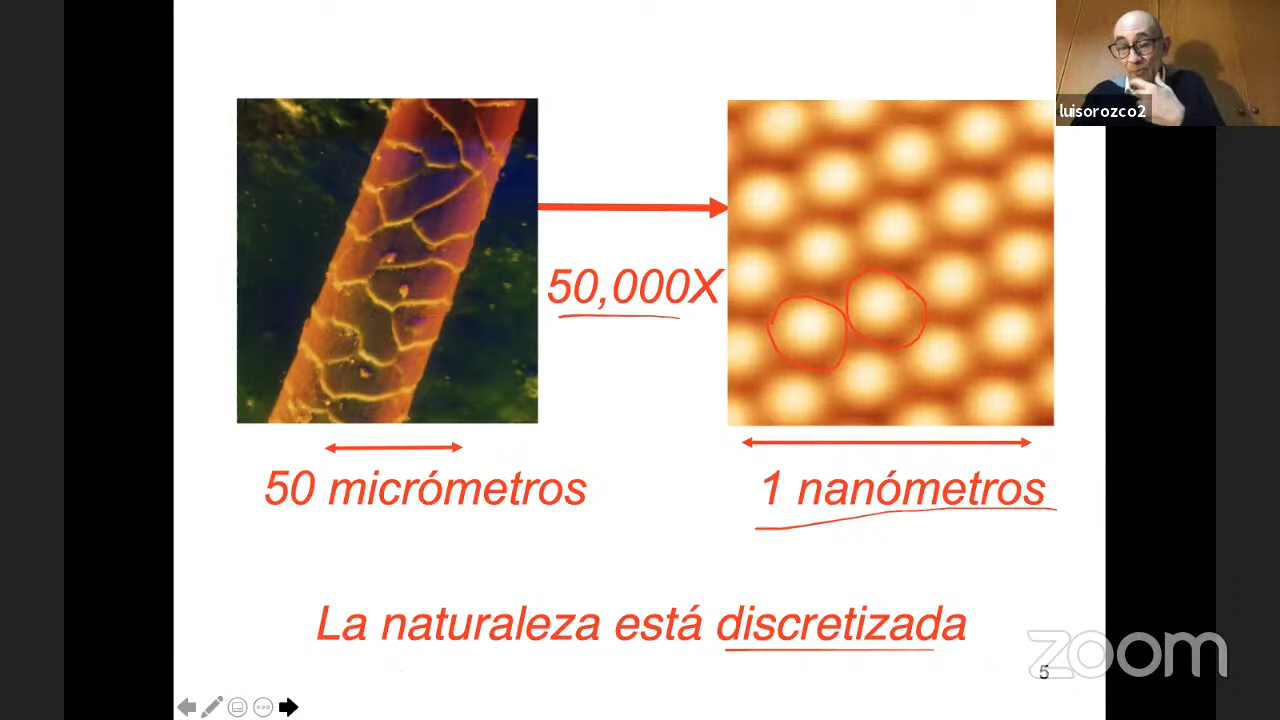 luisorozco2
50,000X
50 micrómetros
1 nanómetros
La naturaleza está discretizada
zoom
5